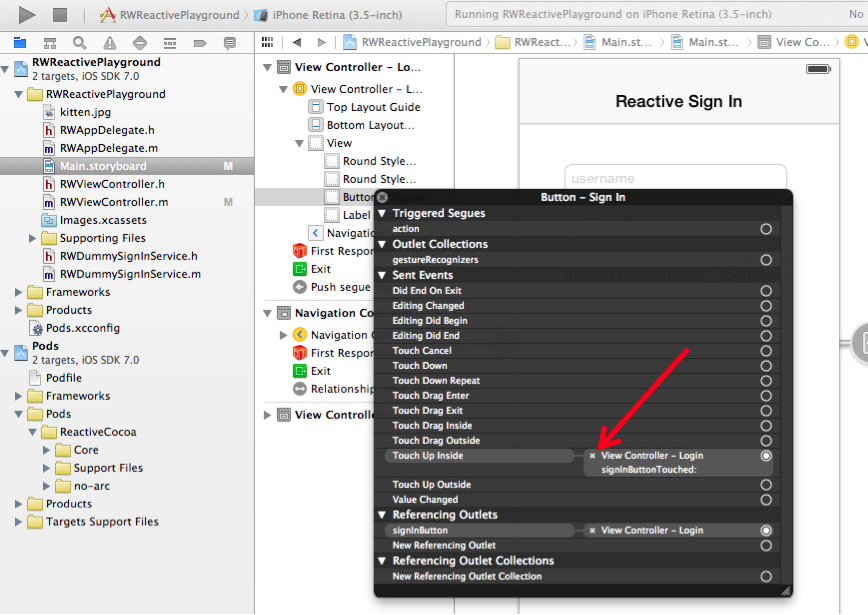 RWReactivePlayground
iPhone Retina (3.5-inch)
Running RWReactivePlayground on iPhone Retina (3.5-inch)
No
RWReactivePlayground
RWReact...
Main.st...
Main.st...
View Co...
RWReactivePlayground
2 targets, iOS SDK 7.0
RWReactivePlayground
kitten.jpg
RWAppDelegate.h
RWAppDelegate.m
Main.storyboard M
RWViewController.h
RWViewController.m M
Images.xcassets
Supporting Files
RWDummySignInService.h
RWDummySignInService.m
Frameworks
Products
Pods.xcconfig
Pods
2 targets, iOS SDK 7.0
Podfile
Frameworks
Pods
ReactiveCocoa
Core
Support Files
no-arc
Products
Targets Support Files
View Controller – Lo...
View Controller – L...
Top Layout Guide
Bottom Layout...
View
Round Style...
Round Style...
Label
First Respon
Exit
Push segue
First Respon
Exit
Relationship
Reactive Sign In
username
Button – Sign In
Triggered Segues
action
Outlet Collections
gestureRecognizers
Sent Events
Did End On Exit
Editing Changed
Editing Did Begin
Editing Did End
Touch Cancel
Touch Down
Touch Down Repeat
Touch Drag Enter
Touch Drag Exit
Touch Drag Inside
Touch Drag Outside
Touch Up Inside
View Controller – Login
signInButtonTouched:
Touch Up Outside
Value Changed
Referencing Outlets
signInButton
View Controller – Login
New Referencing Outlet
Referencing Outlet Collections
New Referencing Outlet Collection